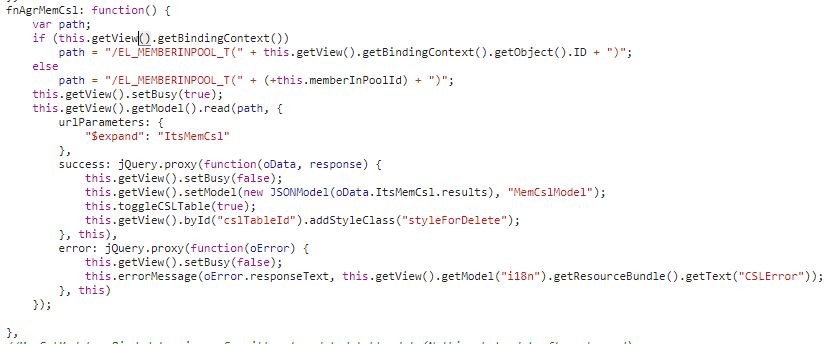 fnAgrMemCsl: function() {
var path;
if (this.getView().getBindingContext())
path = "/EL_MEMBERINPOOL_T(" + this.getView().getBindingContext().getObject().ID + ")";
else
path = "/EL_MEMBERINPOOL_T(" + (+this.memberInPoolId) + ")";
this.getView().setBusy(true);
this.getView().getModel().read(path, {
urlParameters: {
"$expand": "ItsMemCsl"
},
success: jQuery.proxy(function(oData, response) {
this.getView().setBusy(false);
this.getView().setModel(new JSONModel(oData.ItsMemCsl.results), "MemCslModel");
this.toggleCSLTable(true);
this.getView().byId("cslTableId").addStyleClass("styleForDelete");
}, this),
error: jQuery.proxy(function(oError) {
this.getView().setBusy(false);
this.errorMessage(oError.responseText, this.getView().getModel("i18n").getResourceBundle().getText("CSLError"));
}, this)
});
},